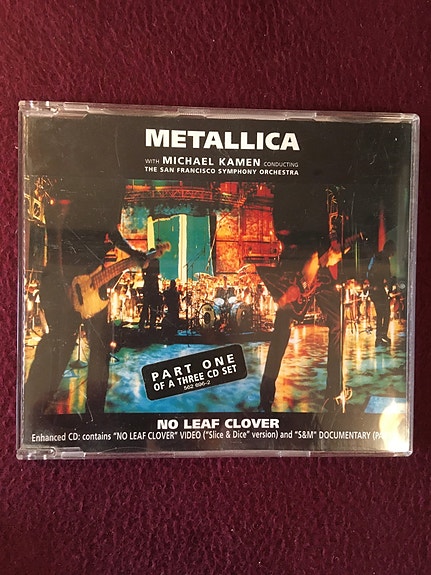 METALLICA
WITH MICHAEL KAMEN CONDUCTING
THE SAN FRANCISCO SYMPHONY ORCHESTRA
PART ONE
OF A THREE CD SET
562 696-2
NO LEAF CLOVER
Enhanced CD: contains "NO LEAF CLOVER" VIDEO ("Slice & Dice" version) and "S&M" DOCUMENTARY